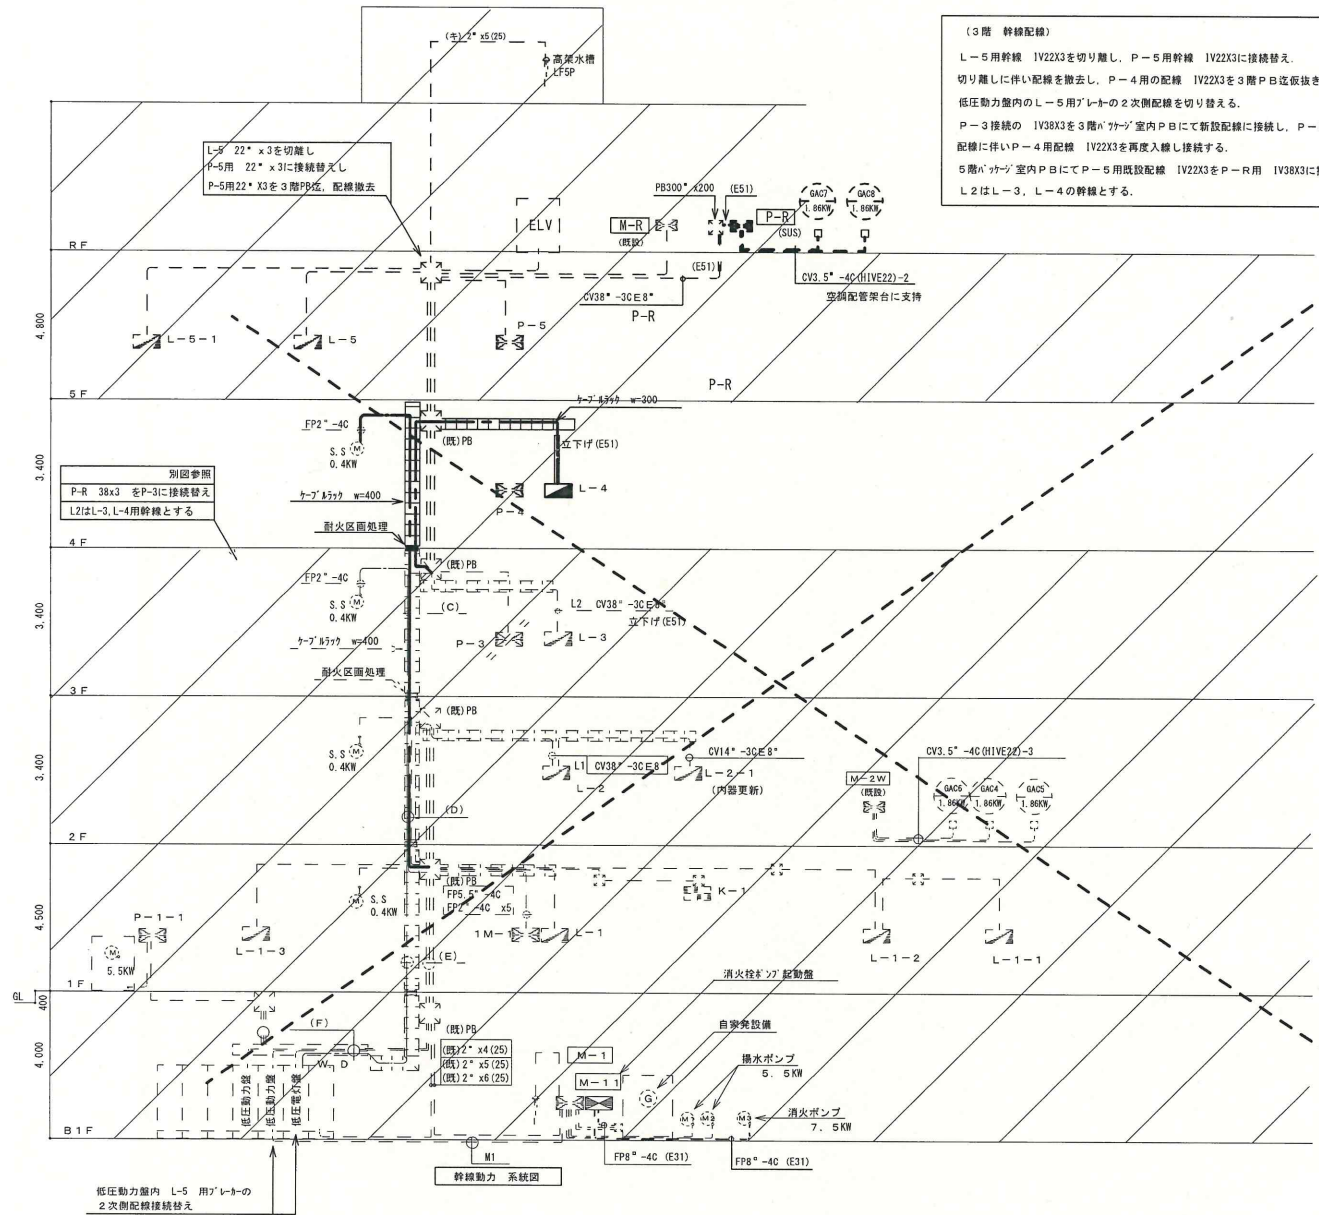 (キ) 2° x5(25)
高架水槽
LF5P
(3階 幹線配線)
L−5用幹線 IV22X3を切り離し, P−5用幹線 IV22X3に接続替え.
切り離しに伴い配線を撤去し, P−4用の配線 IV22X3を3階PB迄仮抜き
低圧動力盤内のL−5用ブレーカーの2次側配線を切り替える.
P−3接続の IV38X3を3階パッケージ室内PBにて新設配線に接続し, P−
配線に伴いP−4用配線 IV22X3を再度入線し接続する.
5階パッケージ室内PBにてP−5用既設配線 IV22X3をP−R用 IV38X3に
L2はL−3, L−4の幹線とする.
L-5 22° x3を切離し
P-5用 22° x3に接続替えし
P-5用22° X3を3階PB迄, 配線撤去
ELV
M−R
(既設)
PB300° x200
(E51)
P−R
(SUS)
GAC7
1.86KW
GAC8
1.86KW
RF
(E51)
CV38° -3CE8°
P−R
CV3.5° -4C(HIVE22)-2
空調配管架台に支持
4,800
L−5−1
L−5
P−5
P−R
5F
ケーブルラック w=300
FP2° -4C
S.S
0.4KW
M
(既)PB
立下げ(E51)
3,400
別図参照
P-R 38x3 をP-3に接続替え
L2はL-3,L-4用幹線とする
ケーブルラック w=400
P−4
L−4
耐火区画処理
4F
(既)PB
FP2° -4C
S.S
0.4KW
M
(C)
L2 CV38° -3CE8°
立下げ(E51)
3,400
ケーブルラック w=400
P−3
L−3
耐火区画処理
3F
(既)PB
S.S
0.4KW
M
3,400
L1
CV38° -3CE8
L−2
CV14° -3CE8°
L−2−1
(内器更新)
CV3.5° -4C(HIVE22)-3
M−2W
(既設)
GAC6
1.86KW
GAC4
1.86KW
GAC5
1.86KW
(D)
2F
(既)PB
FP5.5° -4C
FP2° -4C x5
K−1
S.S
0.4KW
M
4,500
P−1−1
M
5.5KW
L−1−3
1M−1
L−1
L−1−2
L−1−1
(E)
1F
GL
400
消火栓ポンプ起動盤
自家発設備
(既)PB
(F)
W. D
4,000
(既)2° x4(25)
(既)2° x5(25)
(既)2° x6(25)
M−1
M−11
揚水ポンプ
5.5KW
G
M1
M2
M3
消火ポンプ
7.5KW
低圧動力盤
低圧動力盤
低圧電灯盤
B1F
M1
FP8° -4C (E31)
FP8° -4C (E31)
幹線動力 系統図
低圧動力盤内 L-5 用ブレーカーの
2次側配線接続替え